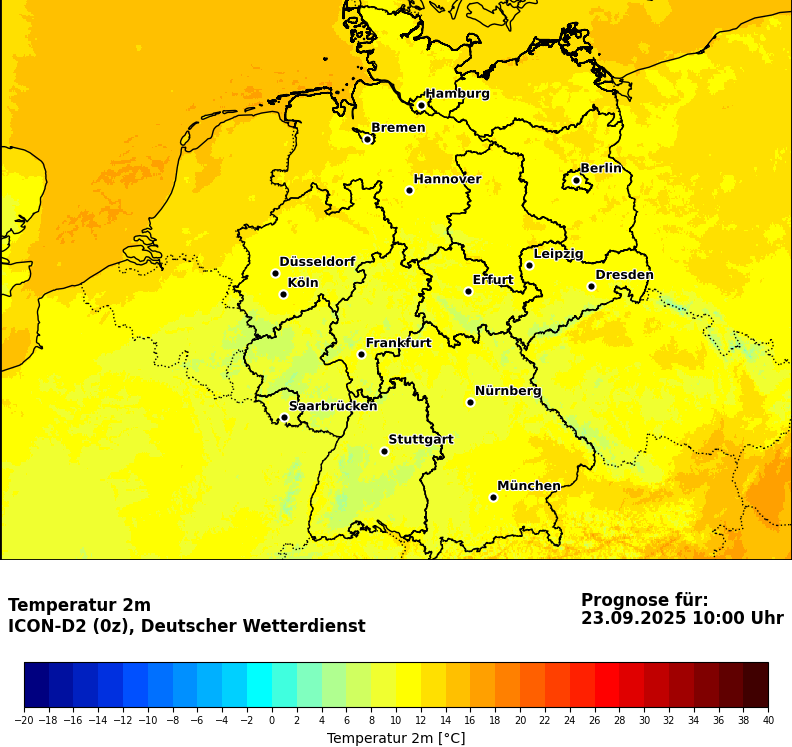 Hamburg
Bremen
Berlin
Hannover
Leipzig
Düsseldorf
Dresden
Köln
Erfurt
Frankfurt
Nürnberg
Saarbrücken
Stuttgart
München
Temperatur 2m
ICON-D2 (0z), Deutscher Wetterdienst
Prognose für:
23.09.2025 10:00 Uhr
−20 −18 −16 −14 −12 −10 −8 −6 −4 −2 0 2 4 6 8 10 12 14 16 18 20 22 24 26 28 30 32 34 36 38 40
Temperatur 2m [°C]